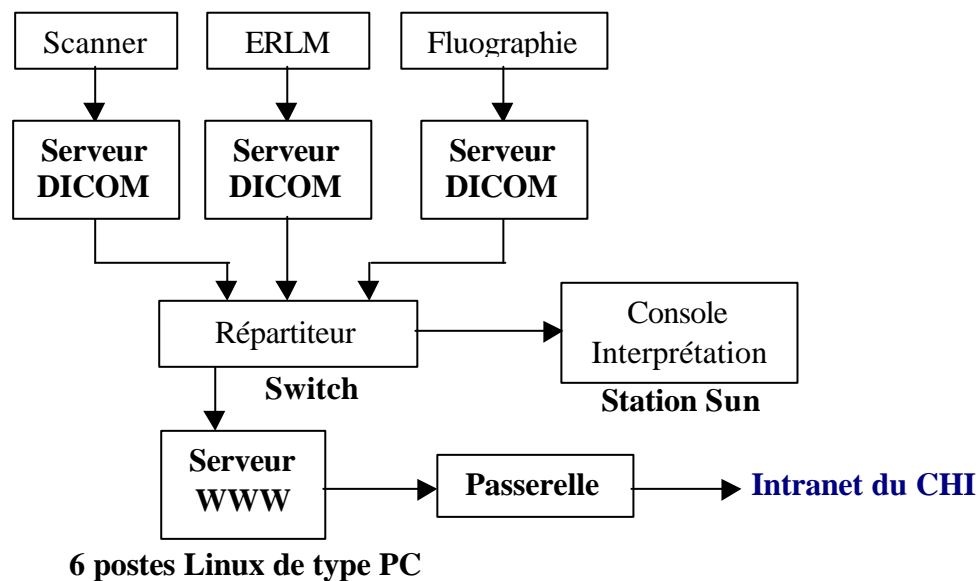 Scanner
ERLM
Fluographie
Serveur
DICOM
Serveur
DICOM
Serveur
DICOM
Répartiteur
Switch
Console
Interprétation
Station Sun
Serveur
WWW
Passerelle
Intranet du CHI
6 postes Linux de type PC